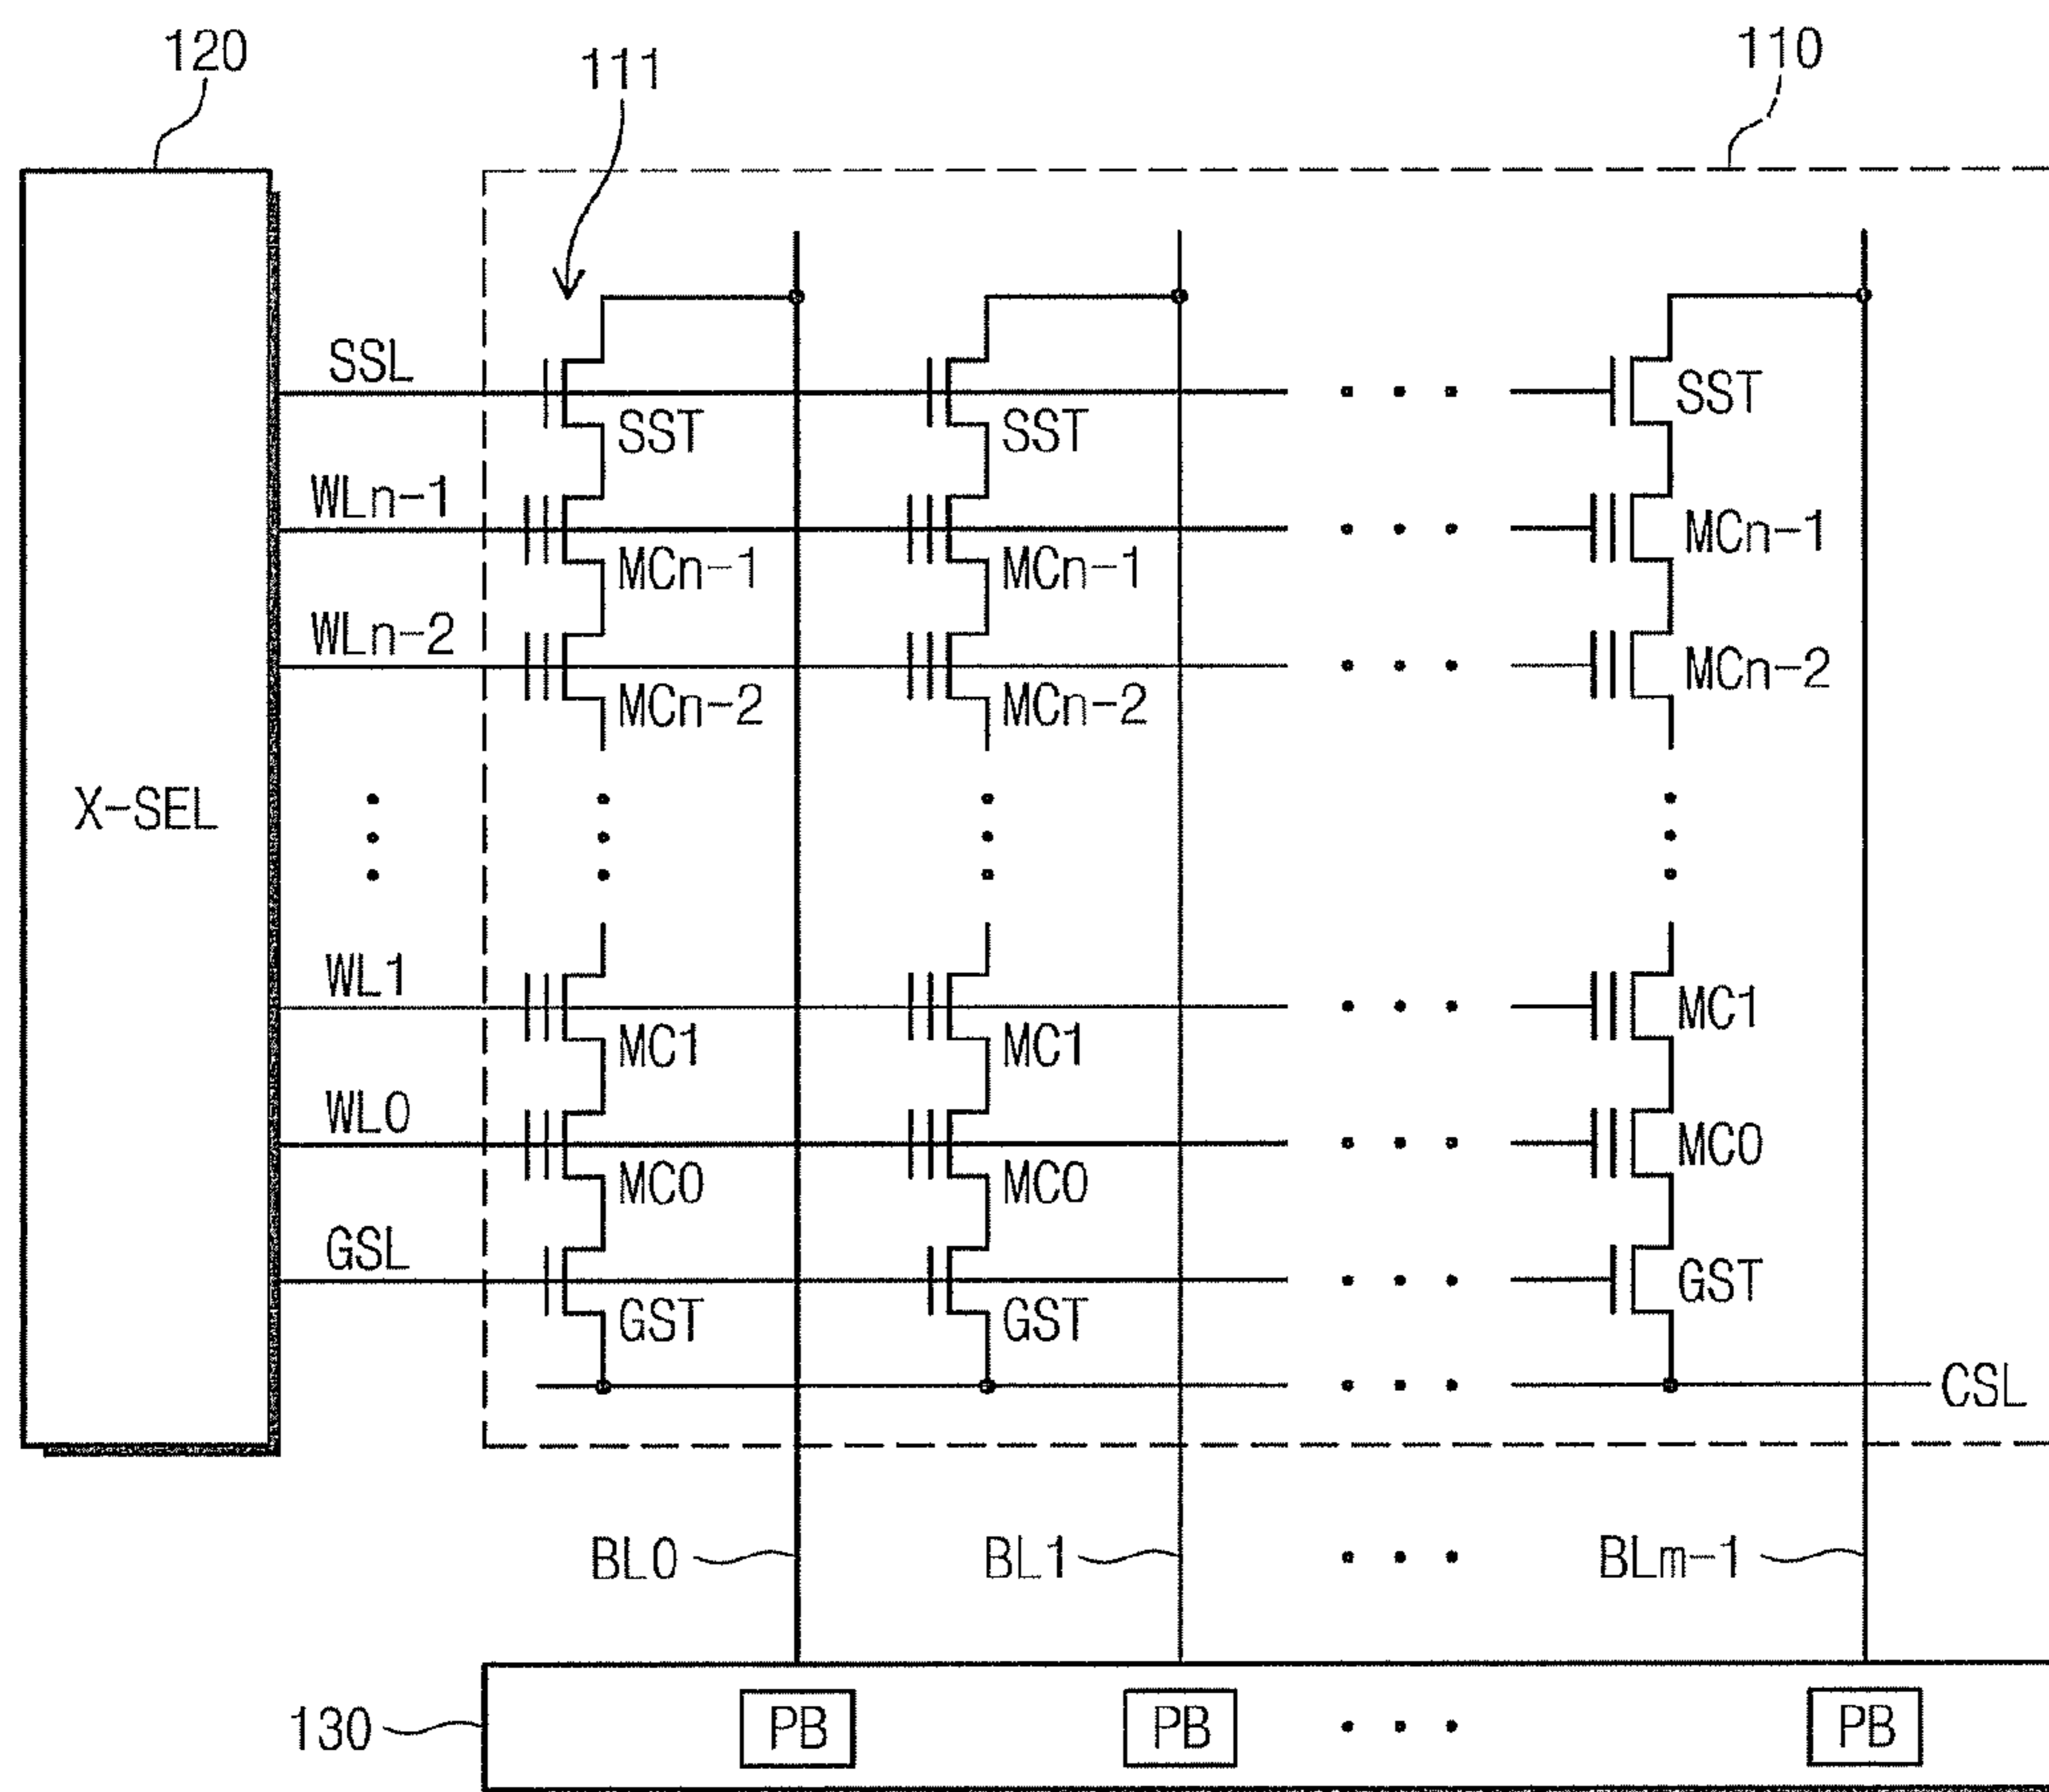 120
111
110
SSL
SST
SST
SST
WLn-1
MCn-1
MCn-1
MCn-1
WLn-2
MCn-2
MCn-2
MCn-2
X-SEL
WL1
MC1
MC1
MC1
WL0
MC0
MC0
MC0
GSL
GST
GST
GST
CSL
BL0
BL1
BLm-1
130
PB
PB
PB